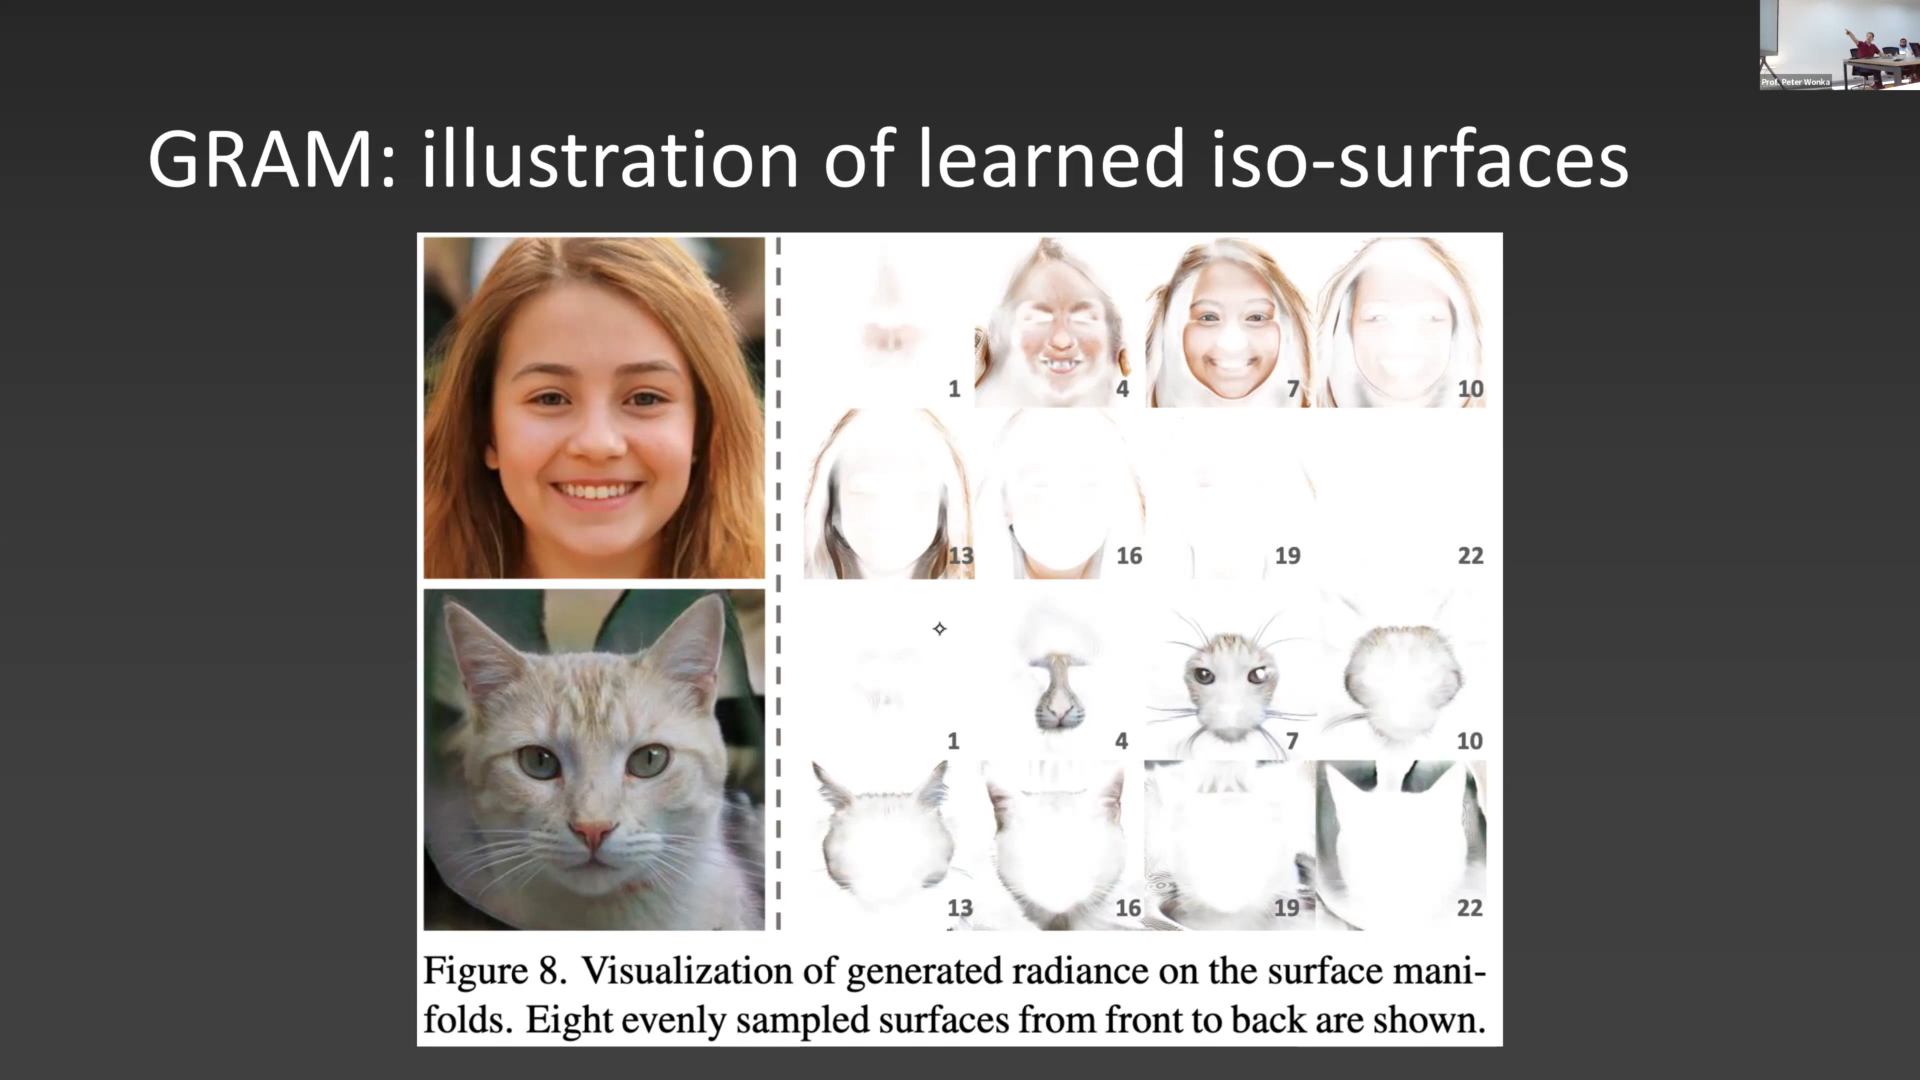 Prof. Peter Wonka
GRAM: illustration of learned iso-surfaces
1 4 7 10
13 16 19 22
1 4 7 10
13 16 19 22
Figure 8. Visualization of generated radiance on the surface mani-
folds. Eight evenly sampled surfaces from front to back are shown.